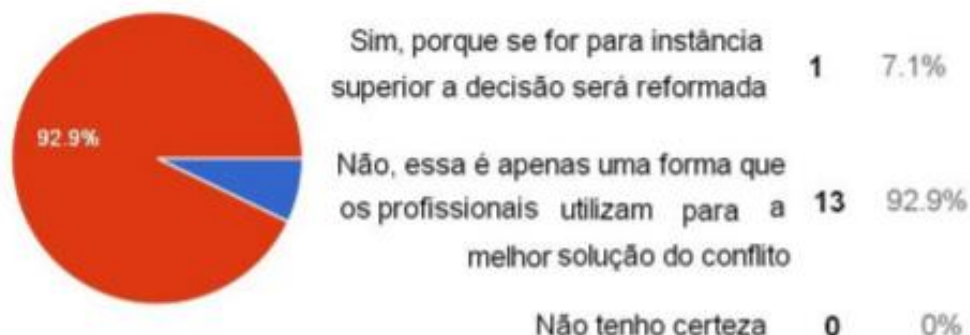 92.9%
Sim, porque se for para instância
superior a decisão será reformada
1 7.1%
Não, essa é apenas uma forma que
os profissionais utilizam para a
melhor solução do conflito
13 92.9%
Não tenho certeza 0 0%